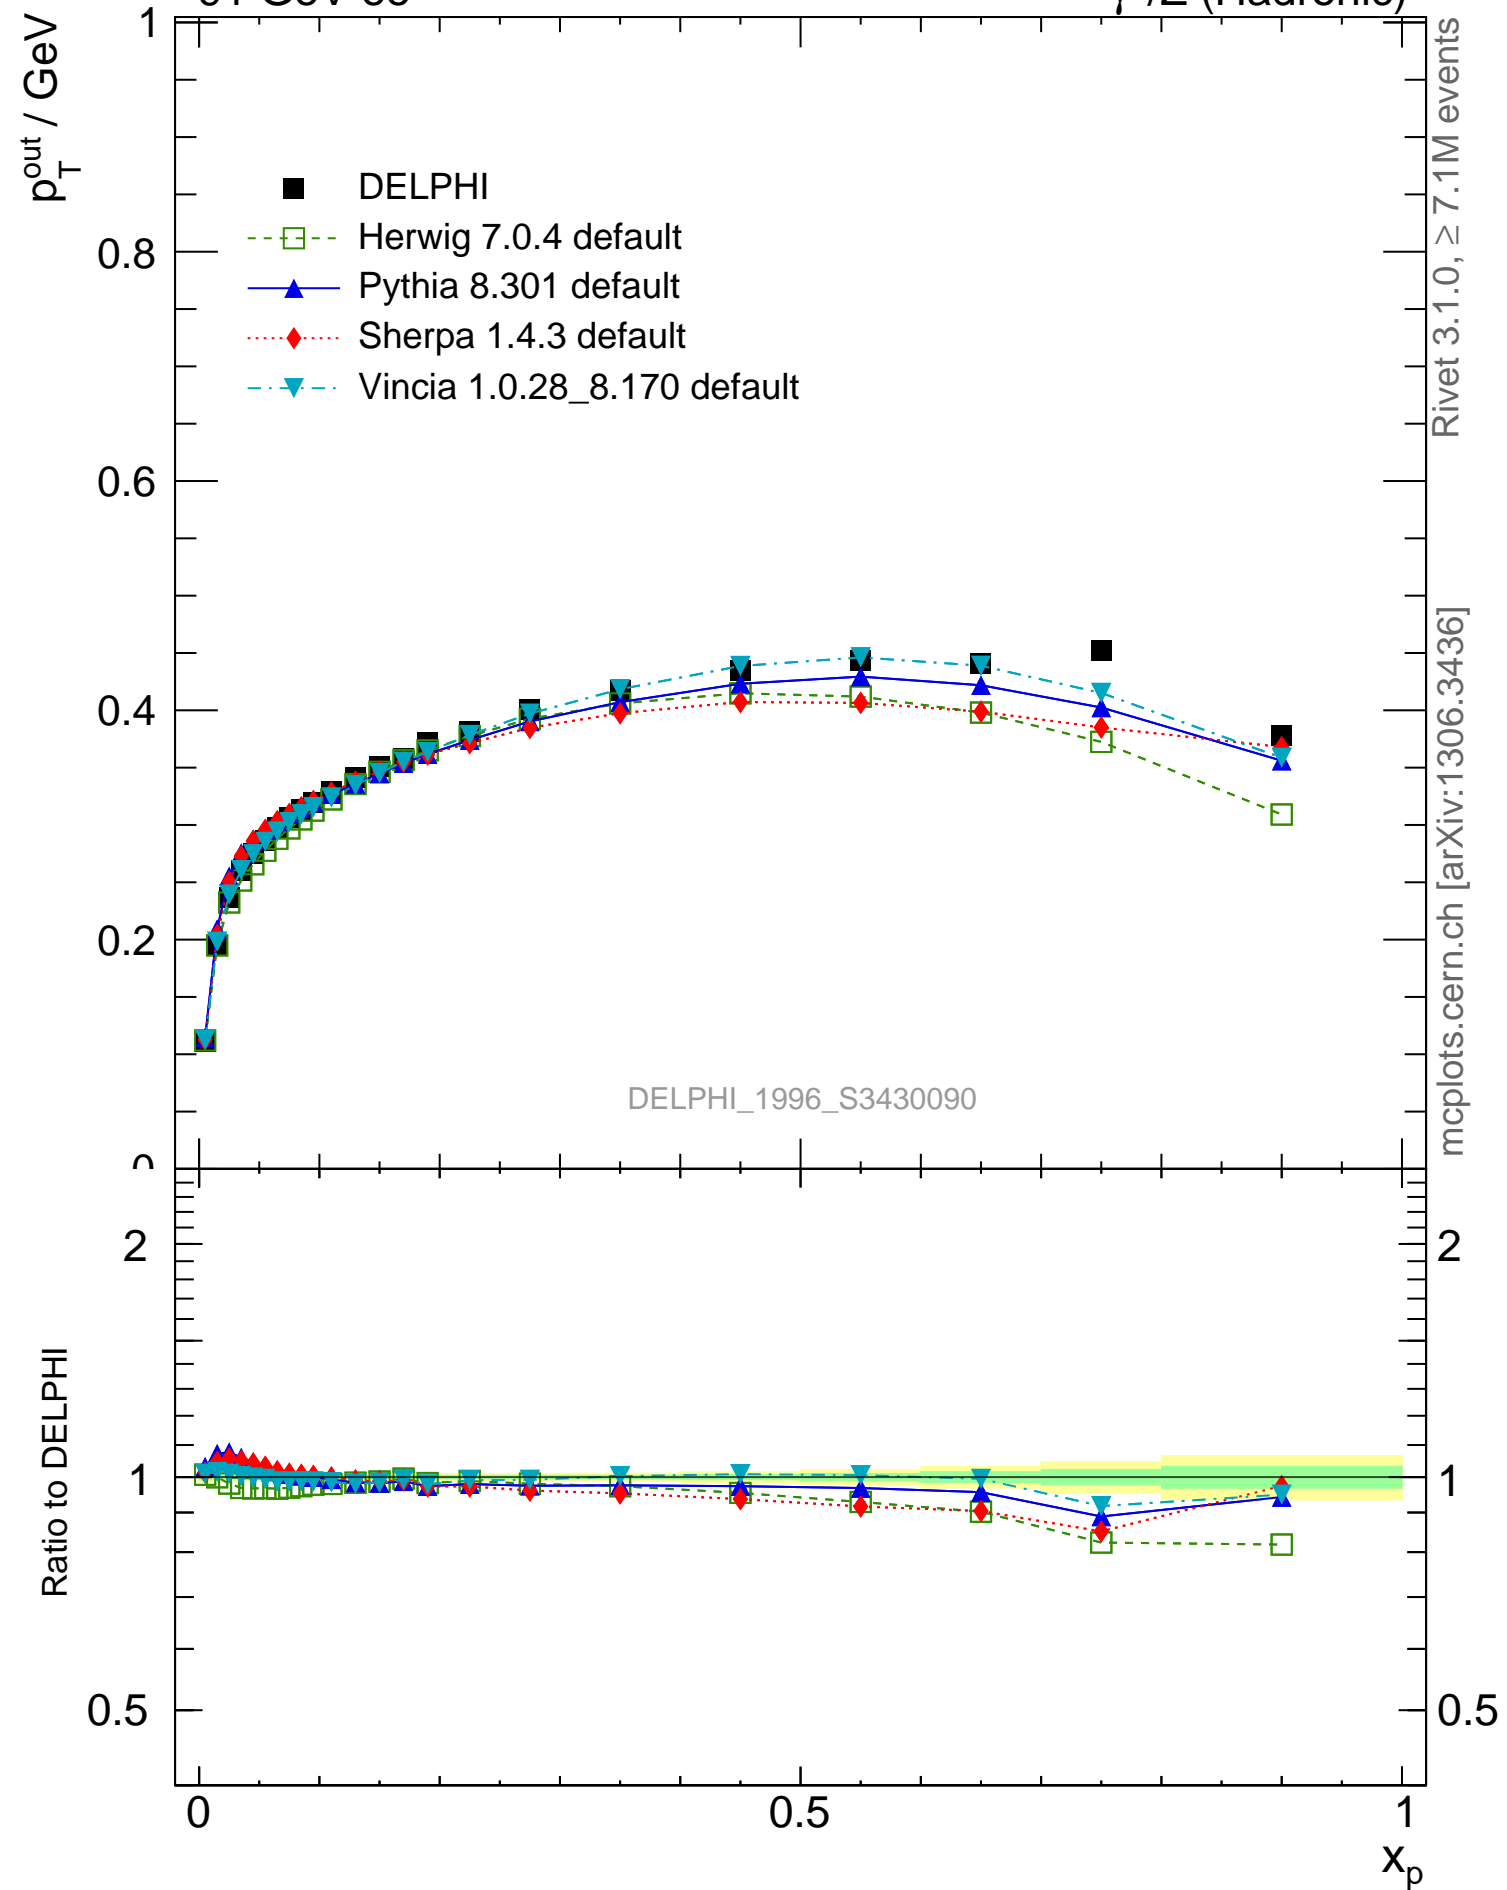 p_T^out / GeV
1
0.8
0.6
0.4
0.2
0
DELPHI
Herwig 7.0.4 default
Pythia 8.301 default
Sherpa 1.4.3 default
Vincia 1.0.28_8.170 default
DELPHI_1996_S3430090
Rivet 3.1.0, ≥ 7.1M events
mcplots.cern.ch [arXiv:1306.3436]
Ratio to DELPHI
2
1
0.5
2
1
0.5
0
0.5
1
x_p